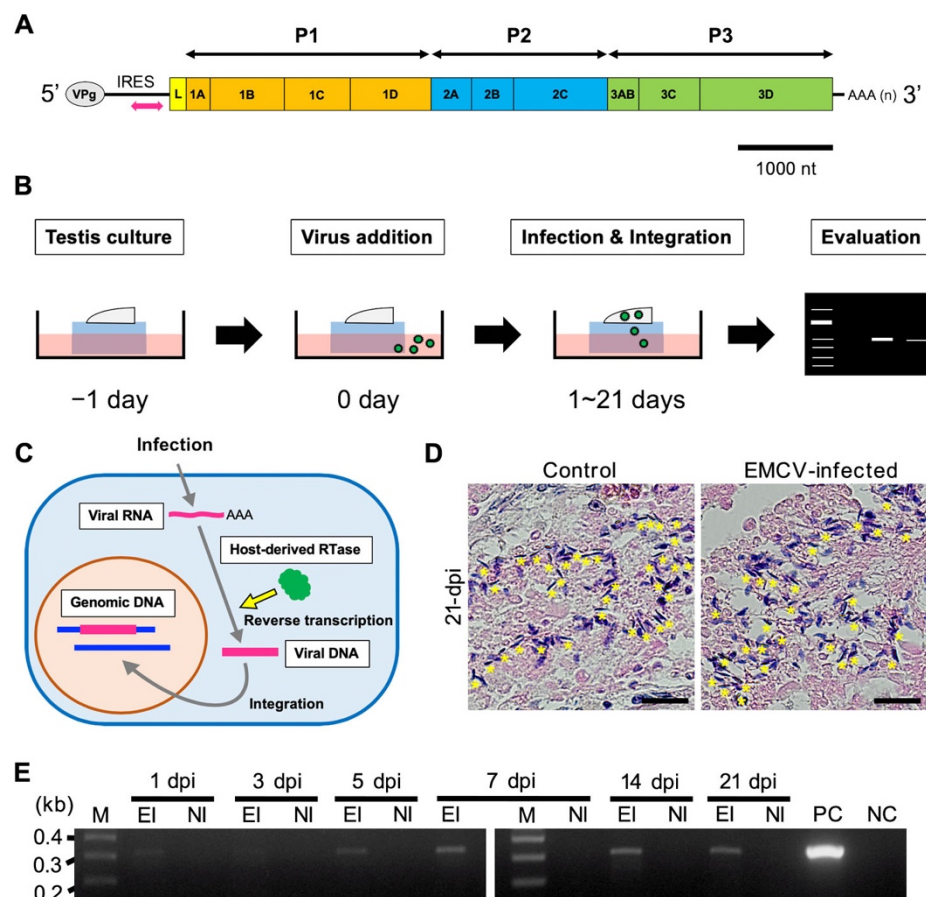 A
P1 P2 P3
5’ VPg IRES L 1A 1B 1C 1D 2A 2B 2C 3AB 3C 3D AAA (n) 3’
1000 nt
B
Testis culture Virus addition Infection & Integration Evaluation
−1 day 0 day 1~21 days
C
Infection
Viral RNA AAA
Host-derived RTase
Genomic DNA
Reverse transcription
Viral DNA
Integration
D
Control EMCV-infected
21-dpi
E
1 dpi 3 dpi 5 dpi 7 dpi 14 dpi 21 dpi
(kb) M EI NI EI NI EI NI EI M NI EI NI EI NI PC NC
0.4
0.3
0.2